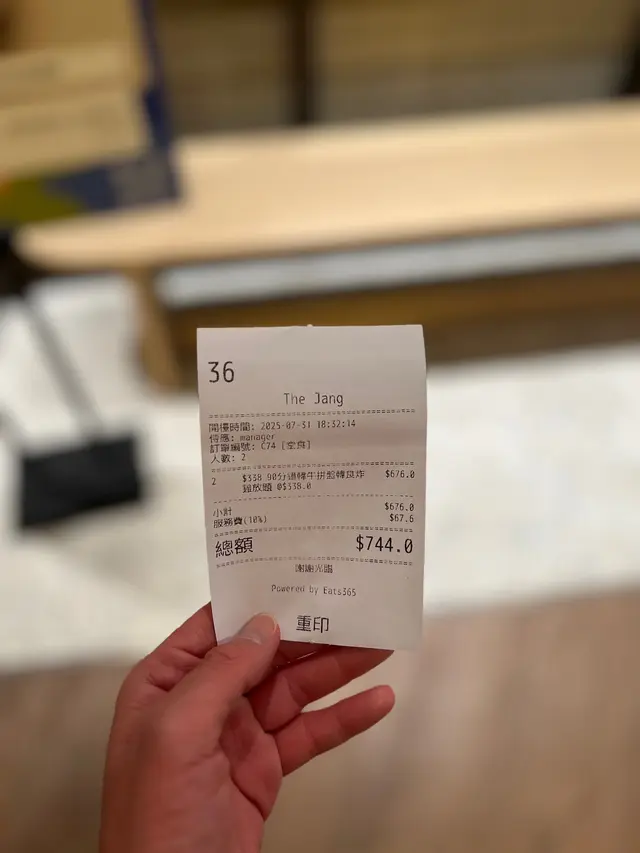 36
The Jang
開檯時間: 2025-07-31 18:32:14
侍應: manager
訂單編號: C74 [堂食]
人數: 2
2 $338 90分鐘韓牛拼盤韓式炸 $676.0
雞放題 @$338.0
小計 $676.0
服務費(10%) $67.6
總額 $744.0
謝謝光臨
Powered by Eats365
重印